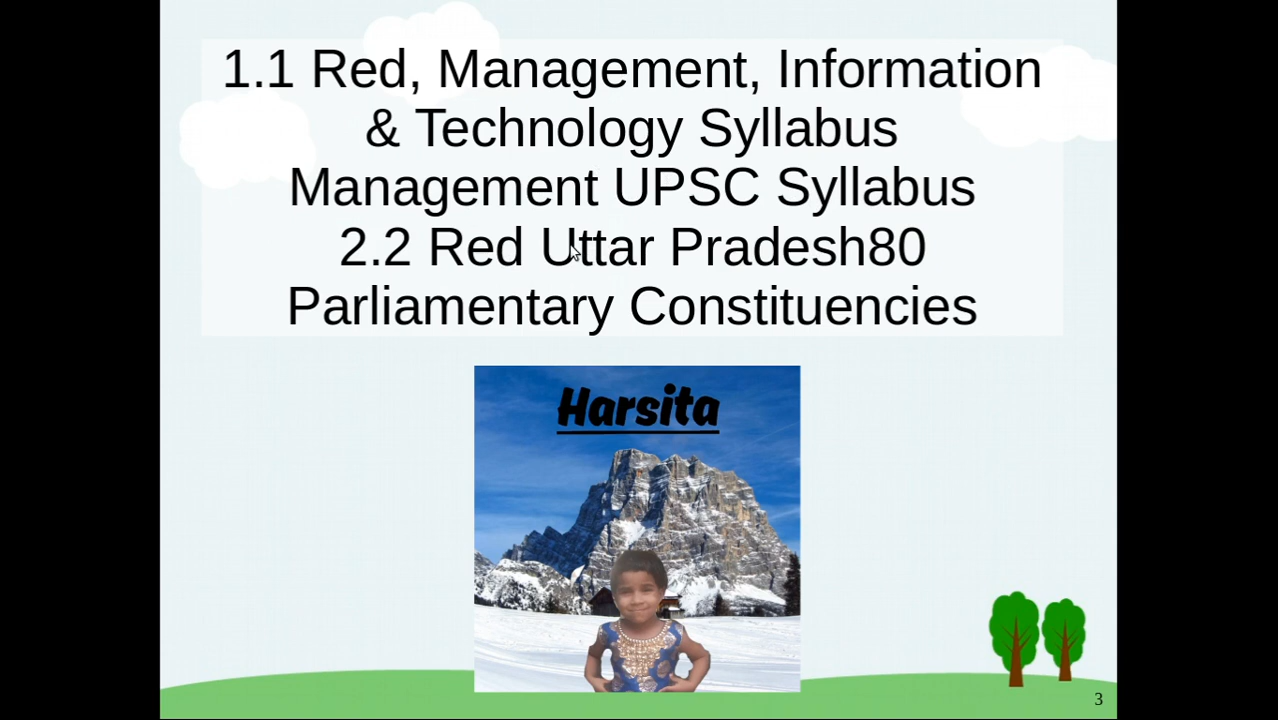 1.1 Red, Management, Information
& Technology Syllabus
Management UPSC Syllabus
2.2 Red Uttar Pradesh80
Parliamentary Constituencies
Harsita
3